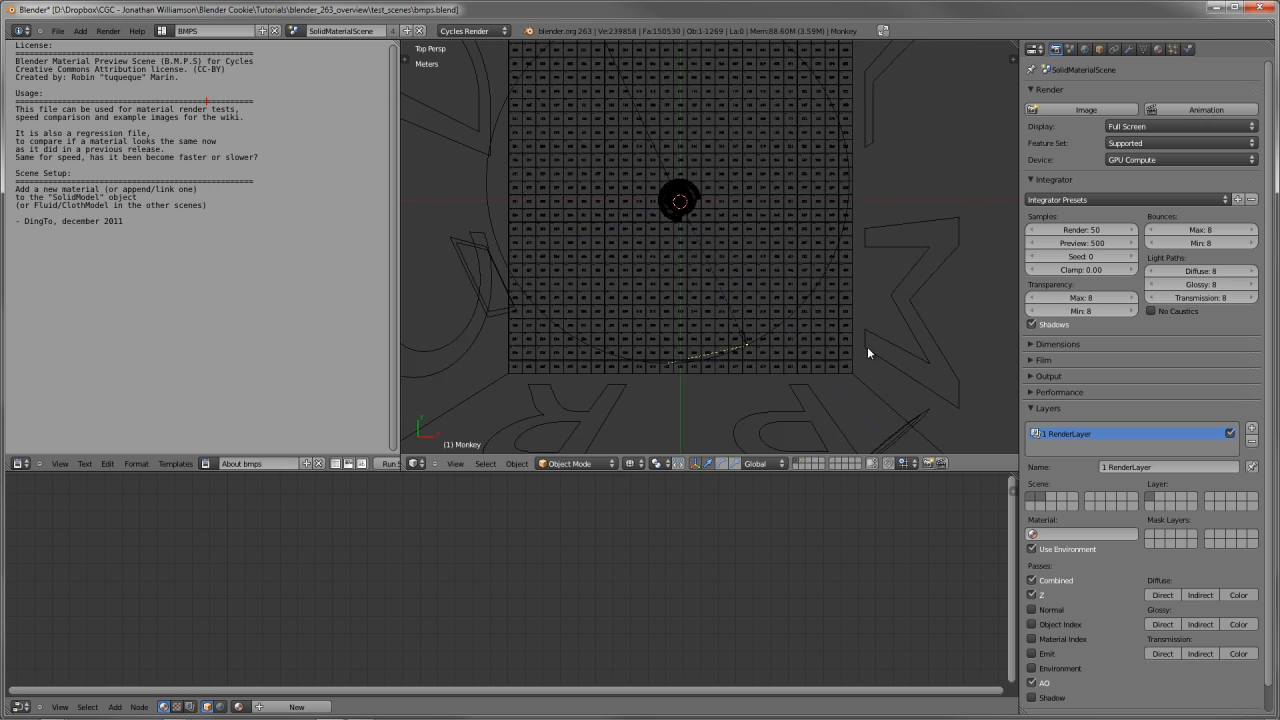 Blender* [D:\Dropbox\CGC - Jonathan Williamson\Blender Cookie\Tutorials\blender_263_overview\test_scenes\bmps.blend]
File Add Render Window Help BMPS SolidMaterialScene 4 Cycles Render blender.org 263 | Ve:239858 | Fa:150530 | Ob:1-1269 | La:0 | Mem:88.60M (3.59M) | Monkey
License:
Blender Material Preview Scene (B.M.P.S) for Cycles
Creative Commons Attribution license. (CC-BY)
Created by: Robin "tuqueque" Marin.
Usage:
This file can be used for material render tests,
speed comparison and example images for the wiki.
It is also a regression file,
to compare if a material looks the same now
as it did in a previous release.
Same for speed, has it been become faster or slower?
Scene Setup:
Add a new material (or append/link one)
to the "SolidModel" object
(or Fluid/ClothModel in the other scenes)
- DingTo, december 2011
View Text Edit Format Templates About bmps Run S
Top Persp
Meters
(1) Monkey
View Select Object Object Mode Global
View Select Add Node New
SolidMaterialScene
Render
Image Animation
Display: Full Screen
Feature Set: Supported
Device: GPU Compute
Integrator
Integrator Presets
Samples: Bounces:
Render: 50 Max: 8
Preview: 500 Min: 8
Seed: 0 Light Paths:
Clamp: 0.00 Diffuse: 8
Transparency: Glossy: 8
Max: 8 Transmission: 8
Min: 8 No Caustics
Shadows
Dimensions
Film
Output
Performance
Layers
1 RenderLayer
Name: 1 RenderLayer
Scene: Layer:
Material: Mask Layers:
Use Environment
Passes:
Combined Diffuse:
Z Direct Indirect Color
Normal Glossy:
Object Index Direct Indirect Color
Material Index Transmission:
Emit Direct Indirect Color
Environment
AO
Shadow